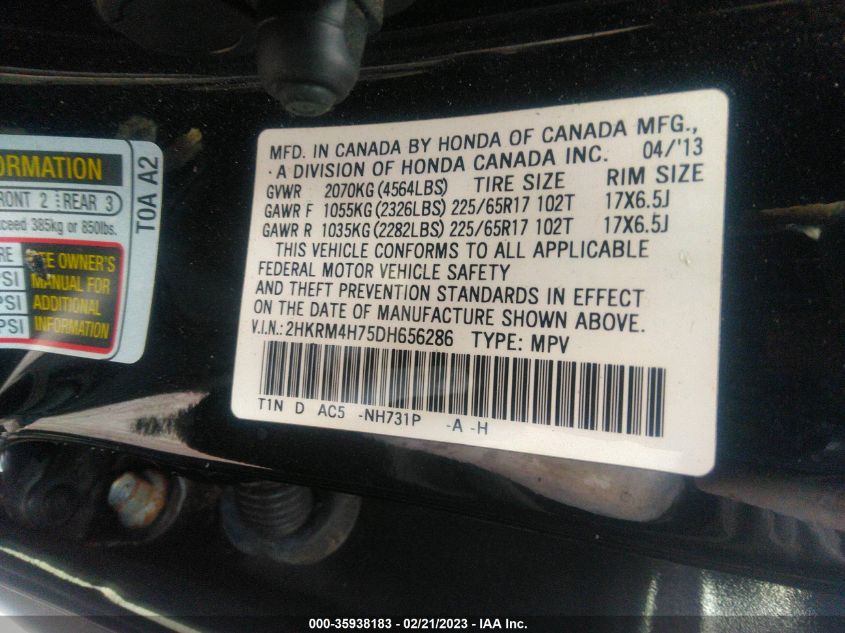 MFD. IN CANADA BY HONDA OF CANADA MFG.,
A DIVISION OF HONDA CANADA INC. 04/'13
GVWR 2070KG (4564LBS) TIRE SIZE RIM SIZE
GAWR F 1055KG (2326LBS) 225/65R17 102T 17X6.5J
GAWR R 1035KG (2282LBS) 225/65R17 102T 17X6.5J
THIS VEHICLE CONFORMS TO ALL APPLICABLE
FEDERAL MOTOR VEHICLE SAFETY
AND THEFT PREVENTION STANDARDS IN EFFECT
ON THE DATE OF MANUFACTURE SHOWN ABOVE.
V.I.N.: 2HKRM4H75DH656286 TYPE: MPV
T1N D AC5 -NH731P -A -H
ORMATION
FRONT 2 REAR 3
xceed 385kg or 850lbs.
RE
SEE OWNER'S
PSI MANUAL FOR
PSI ADDITIONAL
PSI INFORMATION
T0A A2
000-35938183 - 02/21/2023 - IAA Inc.